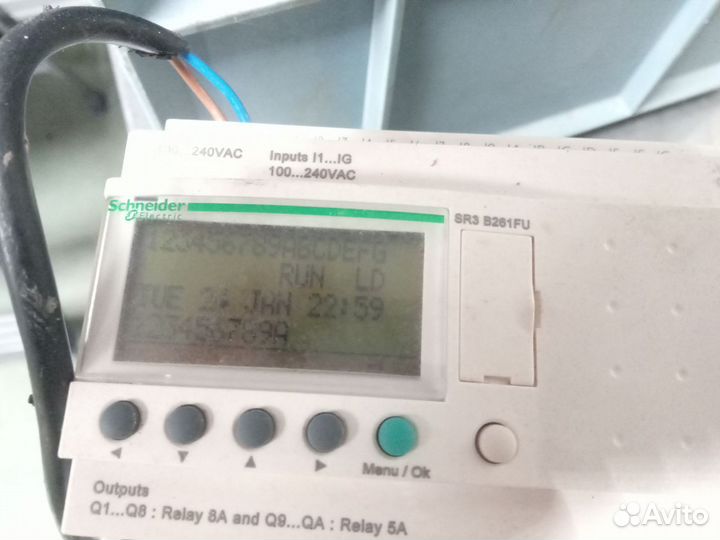 100...240VAC
Inputs I1...IG
100...240VAC
Schneider
Electric
SR3 B261FU
123456789ABCDEFG
RUN LD
TUE JAN 22:59
123456789A
Menu / Ok
Outputs
Q1...Q8 : Relay 8A and Q9...QA : Relay 5A
Avito